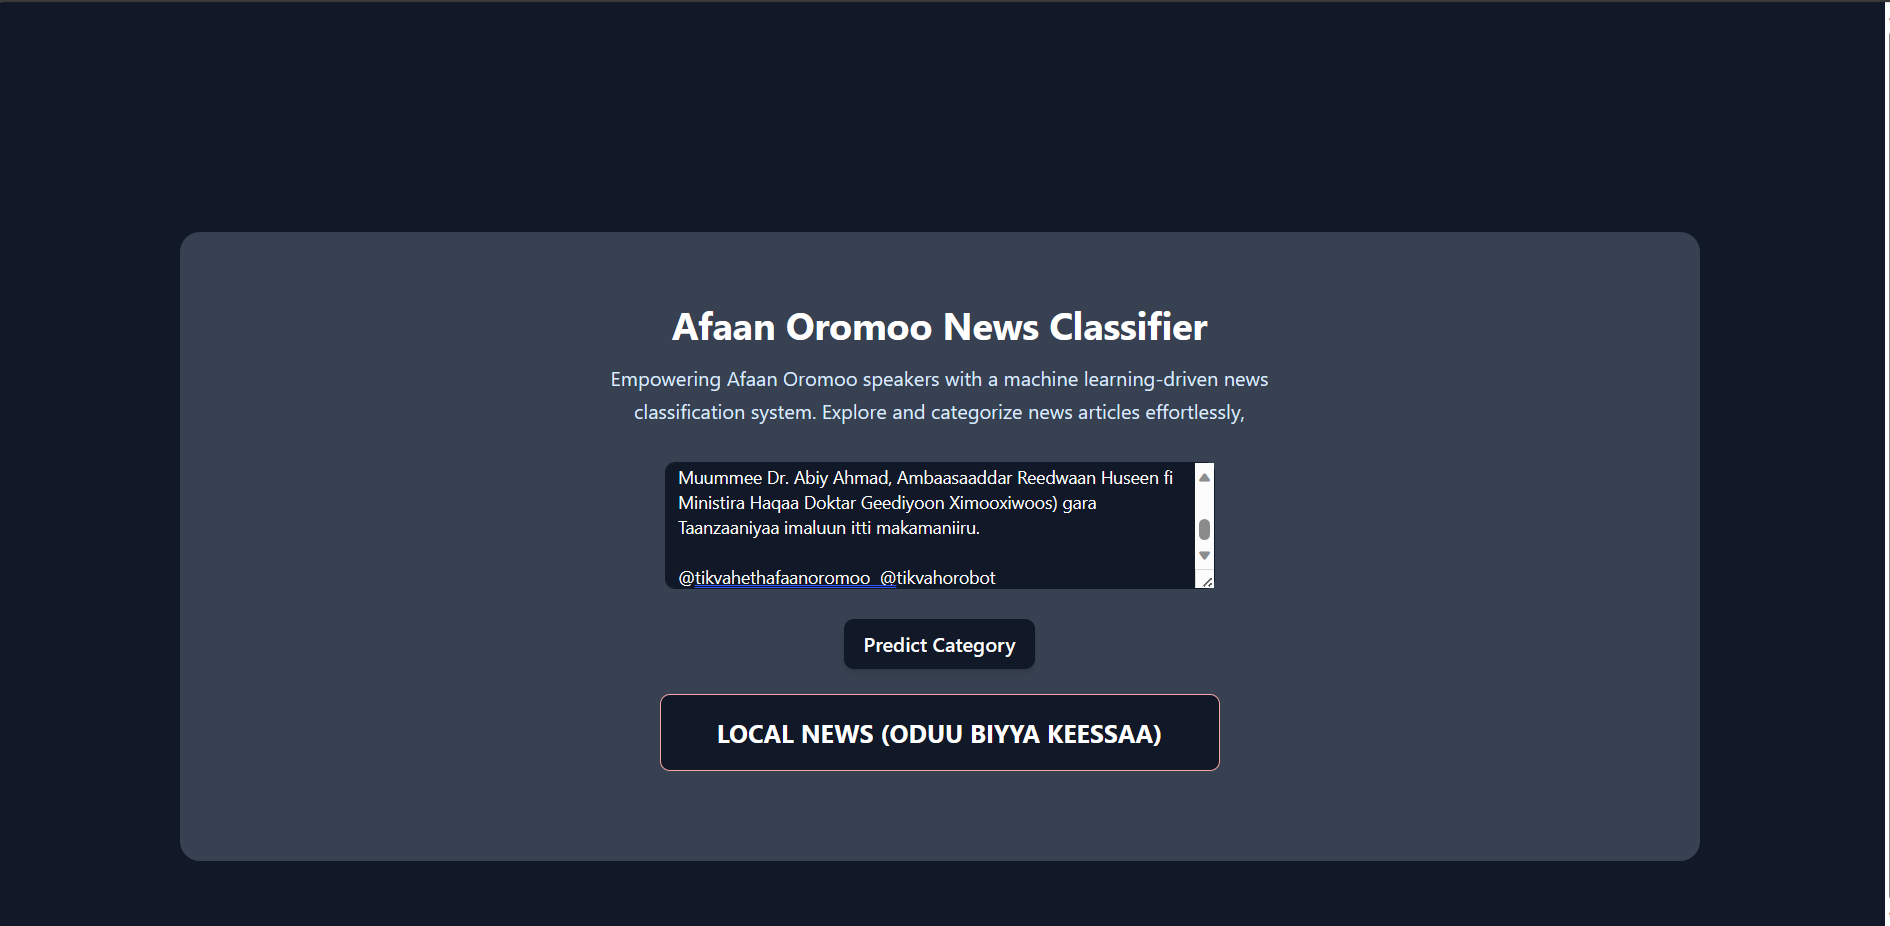 Afaan Oromoo News Classifier
Empowering Afaan Oromoo speakers with a machine learning-driven news
classification system. Explore and categorize news articles effortlessly,
Muummee Dr. Abiy Ahmad, Ambaasaaddar Reedwaan Huseen fi
Ministira Haqaa Doktar Geediyoon Ximooxiwoos) gara
Taanzaaniyaa imaluun itti makamaniiru.
@tikvahethafaanoromoo @tikvahorobot
Predict Category
LOCAL NEWS (ODUU BIYYA KEESSAA)